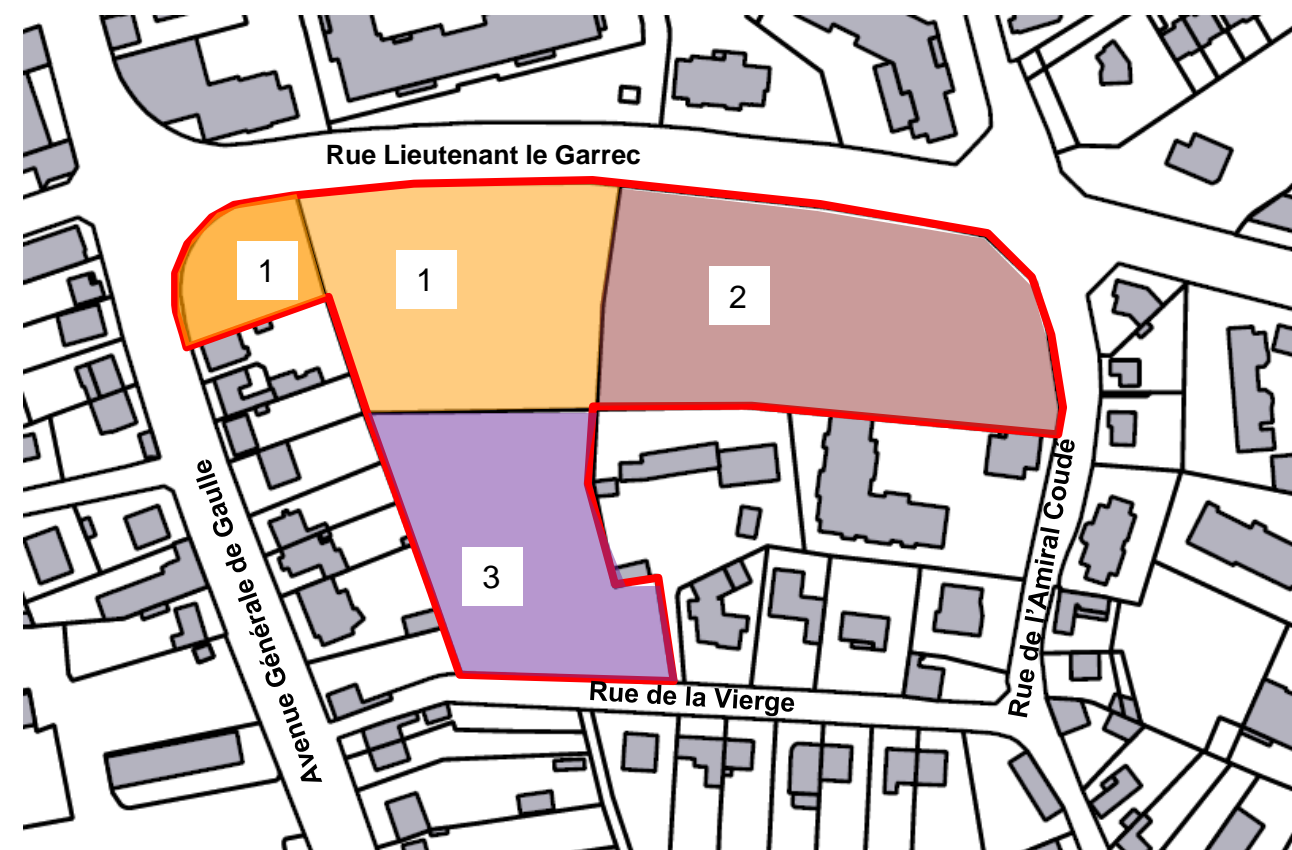 Rue Lieutenant le Garrec
1
1
2
3
Avenue Générale de Gaulle
Rue de l'Amiral Coudé
Rue de la Vierge